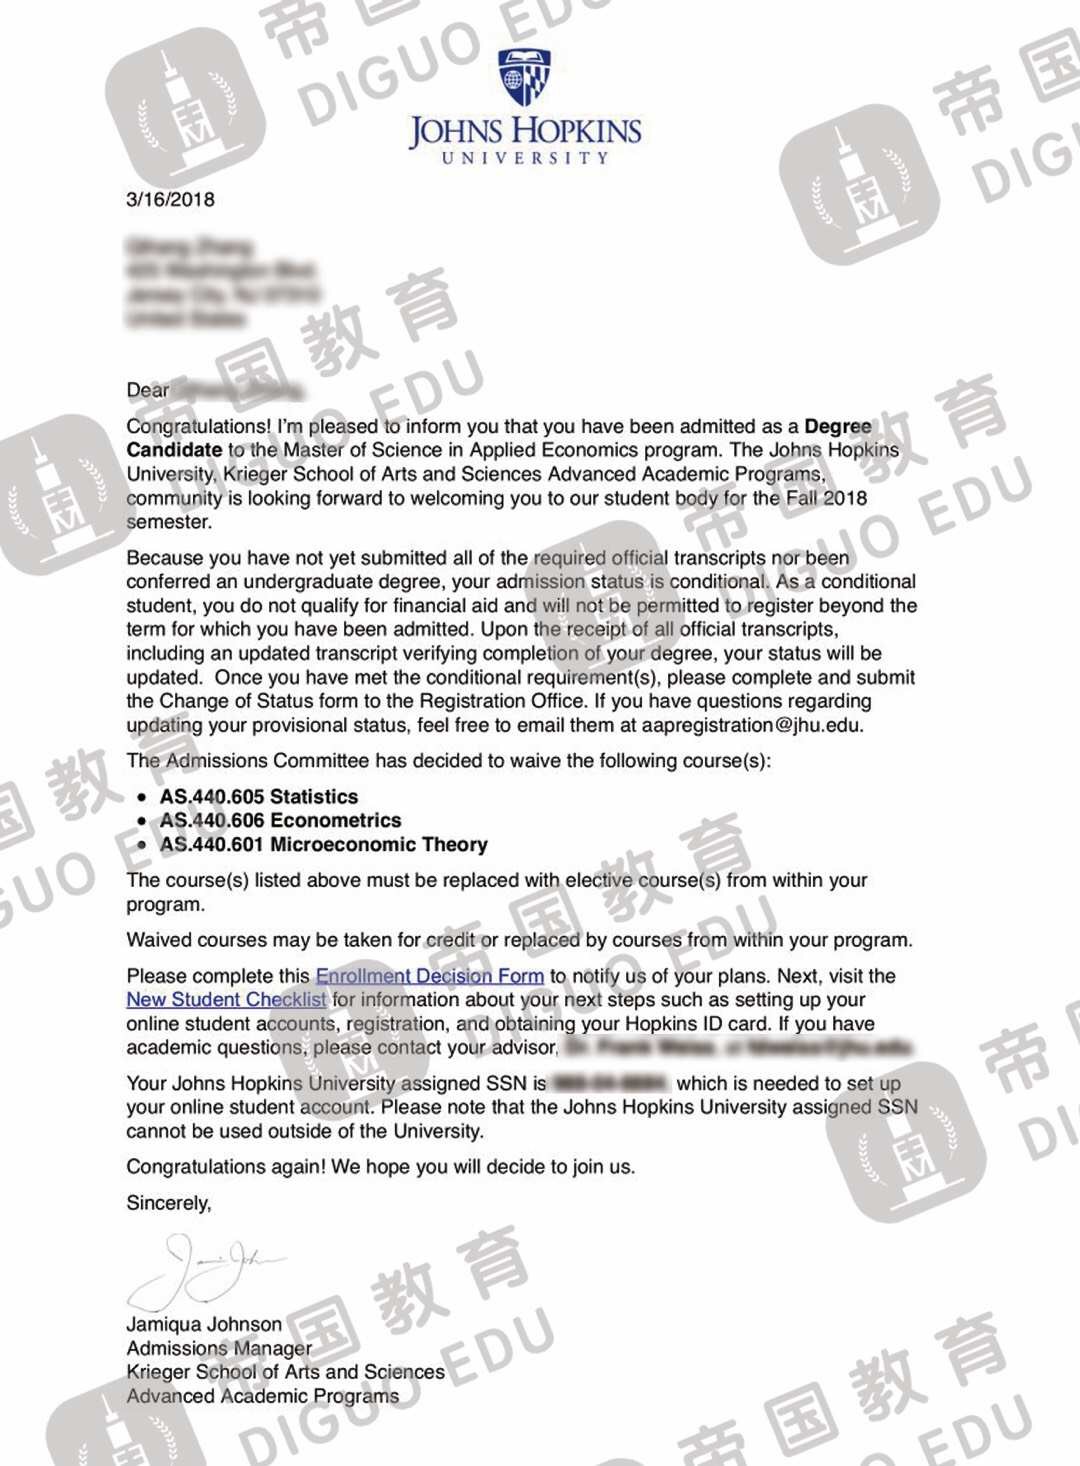 JOHNS HOPKINS
UNIVERSITY
3/16/2018
Dear
Congratulations! I'm pleased to inform you that you have been admitted as a Degree
Candidate to the Master of Science in Applied Economics program. The Johns Hopkins
University, Krieger School of Arts and Sciences Advanced Academic Programs,
community is looking forward to welcoming you to our student body for the Fall 2018
semester.
Because you have not yet submitted all of the required official transcripts nor been
conferred an undergraduate degree, your admission status is conditional. As a conditional
student, you do not qualify for financial aid and will not be permitted to register beyond the
term for which you have been admitted. Upon the receipt of all official transcripts,
including an updated transcript verifying completion of your degree, your status will be
updated. Once you have met the conditional requirement(s), please complete and submit
the Change of Status form to the Registration Office. If you have questions regarding
updating your provisional status, feel free to email them at aapregistration@jhu.edu.
The Admissions Committee has decided to waive the following course(s):
• AS.440.605 Statistics
• AS.440.606 Econometrics
• AS.440.601 Microeconomic Theory
The course(s) listed above must be replaced with elective course(s) from within your
program.
Waived courses may be taken for credit or replaced by courses from within your program.
Please complete this Enrollment Decision Form to notify us of your plans. Next, visit the
New Student Checklist for information about your next steps such as setting up your
online student accounts, registration, and obtaining your Hopkins ID card. If you have
academic questions, please contact your advisor,
Your Johns Hopkins University assigned SSN is which is needed to set up
your online student account. Please note that the Johns Hopkins University assigned SSN
cannot be used outside of the University.
Congratulations again! We hope you will decide to join us.
Sincerely,
Jamiqua Johnson
Admissions Manager
Krieger School of Arts and Sciences
Advanced Academic Programs
帝国教育
DIGUO EDU